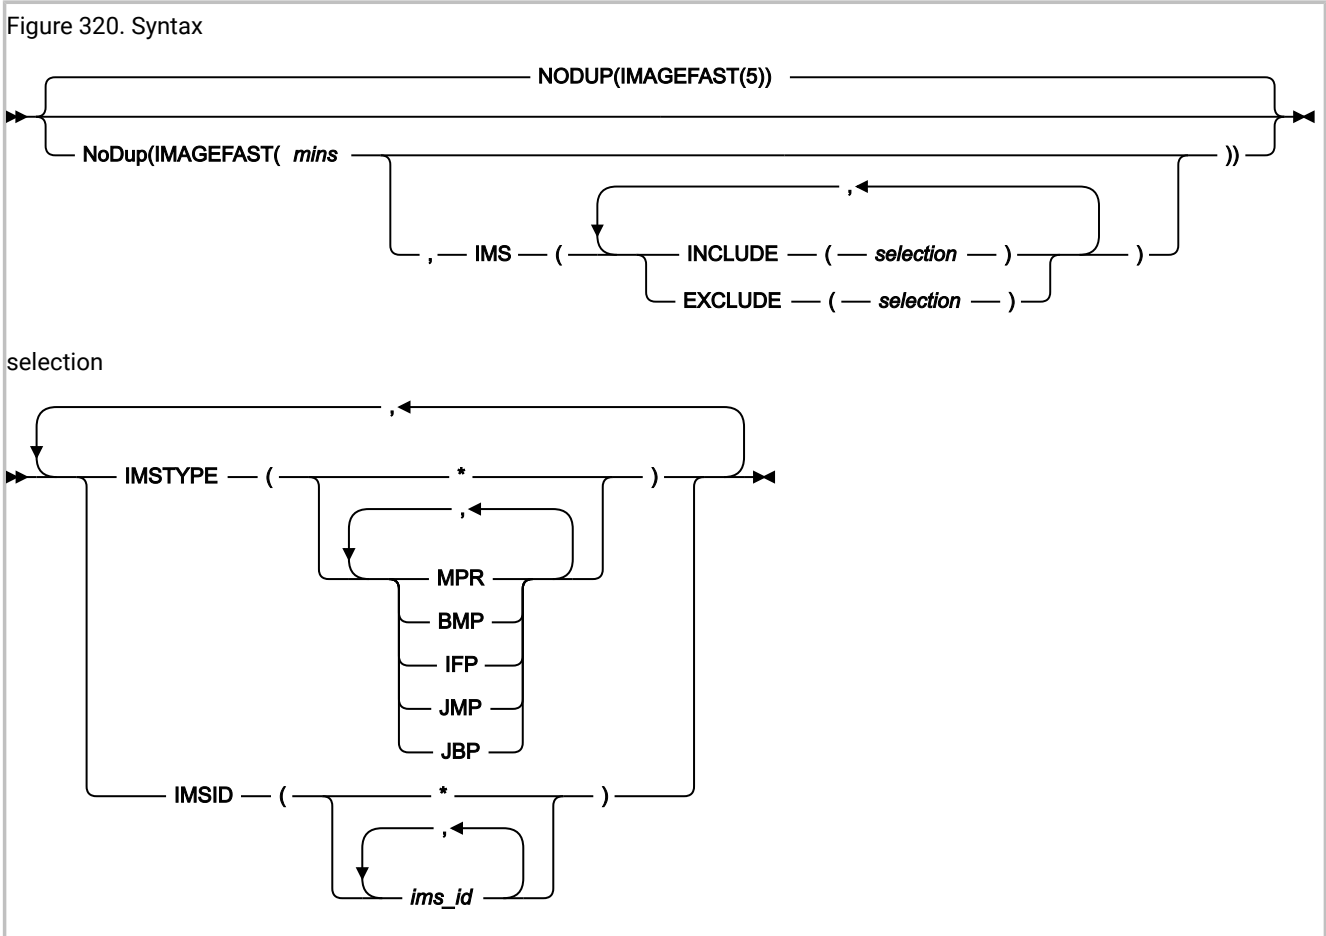 Figure 320. Syntax
NODUP(IMAGEFAST(5))
NoDup(IMAGEFAST( mins ))
,
, IMS ( INCLUDE ( selection ) )
EXCLUDE ( selection )
selection
,
IMSTYPE ( * )
,
MPR
BMP
IFP
JMP
JBP
IMSID ( * )
,
ims_id